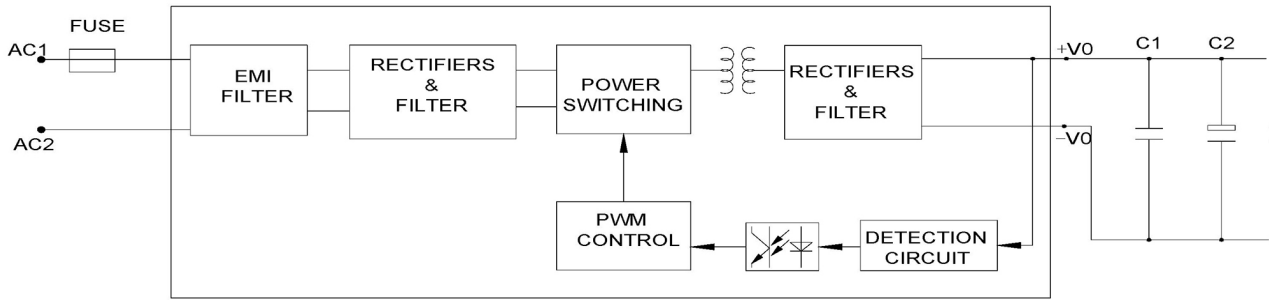 FUSE
AC1
AC2
EMI
FILTER
RECTIFIERS
&
FILTER
POWER
SWITCHING
RECTIFIERS
&
FILTER
+V0
−V0
C1
C2
PWM
CONTROL
DETECTION
CIRCUIT